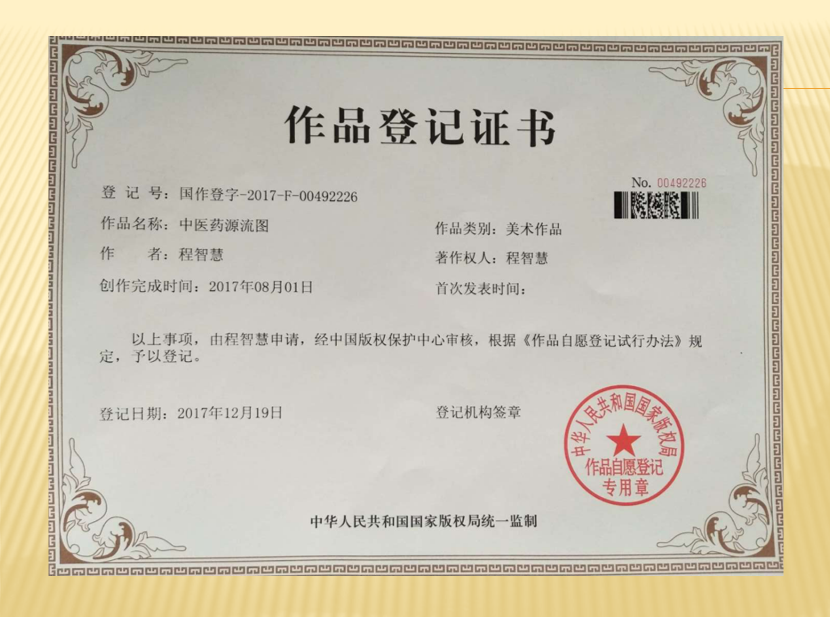 作品登记证书
No. 00492226
登 记 号：国作登字-2017-F-00492226
作品名称：中医药源流图
作品类别：美术作品
作 者：程智慧
著作权人：程智慧
创作完成时间：2017年08月01日
首次发表时间：
以上事项，由程智慧申请，经中国版权保护中心审核，根据《作品自愿登记试行办法》规
定，予以登记。
登记日期：2017年12月19日
登记机构签章
中华人民共和国国家版权局
作品自愿登记
专用章
中华人民共和国国家版权局统一监制